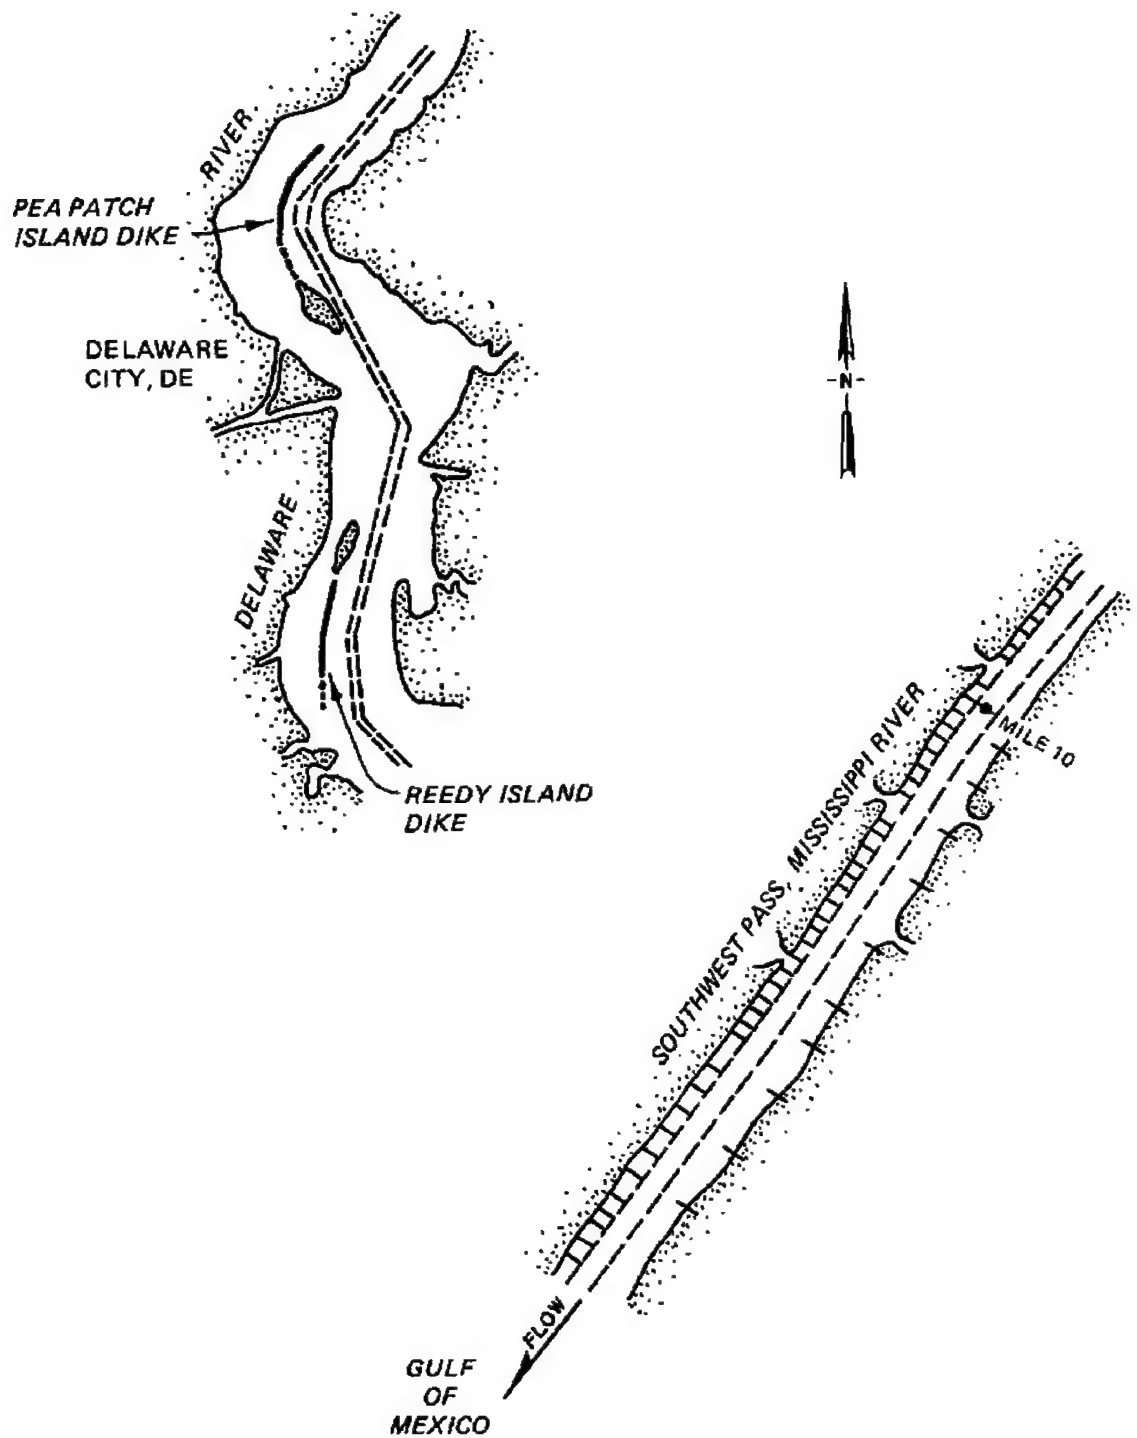 RIVER
PEA PATCH
ISLAND DIKE
DELAWARE
CITY, DE
-N-
DELAWARE
REEDY ISLAND
DIKE
SOUTHWEST PASS, MISSISSIPPI RIVER
MILE 10
FLOW
GULF
OF
MEXICO